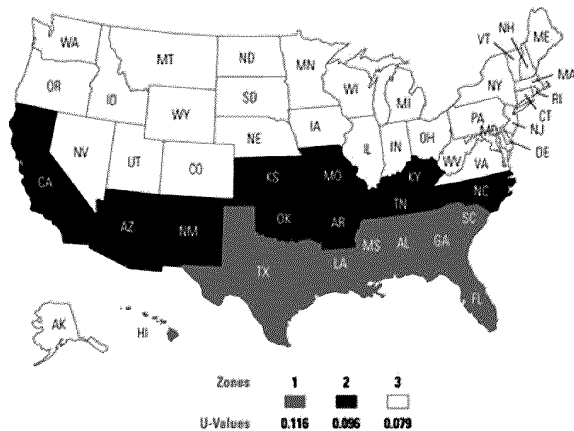 WA
MT
ND
MN
VT
NH
ME
OR
ID
WY
SD
WI
MI
NY
MA
RI
CT
NJ
DE
MD
PA
NV
UT
CO
NE
IA
IL
IN
OH
WV
VA
CA
AZ
NM
KS
MO
KY
OK
AR
TN
NC
SC
TX
LA
MS
AL
GA
FL
AK
HI
Zones 1 2 3
U-Values 0.116 0.096 0.079